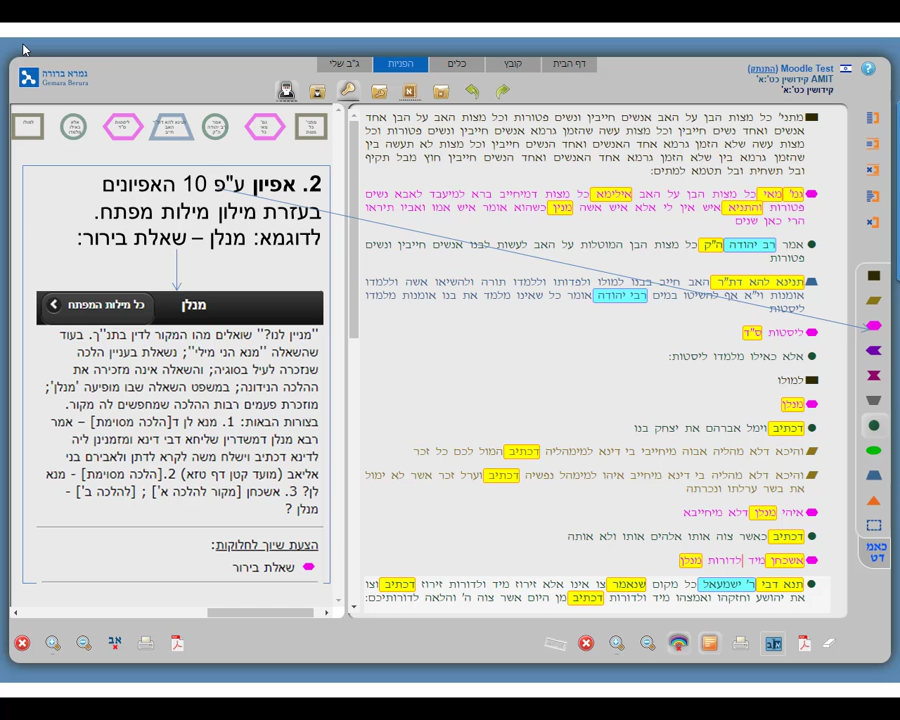 גמרא ברורה
Gemara Berura
ג"ב שלי
הפניות
כלים
קובץ
דף הבית
Moodle Test (התנתק)
AMIT קידושין כט':א'
קידושין כט':א'
2. אפיון ע"פ 10 האפיונים
בעזרת מילון מילות מפתח.
לדוגמא: מנלן – שאלת בירור:
מנלן
כל מילות המפתח
"מניין לנו?" שואלים מהו המקור לדין בתנ"ך. בעוד
שהשאלה "מנא הני מילי"; נשאלת בעניין הלכה
שנזכרה לעיל בסוגיה; והשאלה אינה מזכירה את
ההלכה הנידונה; במשפט השאלה שבו מופיעה 'מנלן';
מוזכרת פעמים רבות ההלכה שמחפשים לה מקור.
בצורות הבאות: 1. מנא לן ד[הלכה מסוימת] – אמר
רבא מנלן דמשדרין שליחא דבי דינא ומזמנינן ליה
לדינא דכתיב וישלח משה לקרא לדתן ולאבירם בני
אליאב (מועד קטן דף טזא) 2.[הלכה מסוימת] - מנא
לן? 3. אשכחן [מקור להלכה א'] ; [להלכה ב'] -
מנלן ?
הצעת שיוך לחלוקות:
שאלת בירור
מתני' כל מצות הבן על האב אנשים חייבין ונשים פטורות וכל מצות האב על הבן אחד
אנשים ואחד נשים חייבין וכל מצות עשה שהזמן גרמא אנשים חייבין ונשים פטורות וכל
מצות עשה שלא הזמן גרמא אחד האנשים ואחד הנשים חייבין וכל מצות לא תעשה בין
שהזמן גרמא בין שלא הזמן גרמא אחד האנשים ואחד הנשים חייבין חוץ מבל תקיף
ובל תשחית ובל תטמא למתים:
גמ' מאי כל מצות הבן על האב אילימא כל מצות דמיחייב ברא למיעבד לאבא נשים
פטורות והתניא איש אין לי אלא איש אשה מנין כשהוא אומר איש אמו ואביו תיראו
הרי כאן שנים
אמר רב יהודה ה"ק כל מצות הבן המוטלות על האב לעשות לבנו אנשים חייבין ונשים
פטורות
תנינא להא דת"ר האב חייב בבנו למולו ולפדותו וללמדו תורה ולהשיאו אשה וללמדו
אומנות וי"א אף להשיטו במים רבי יהודה אומר כל שאינו מלמד את בנו אומנות מלמדו
ליסטות
ליסטות ס"ד
אלא כאילו מלמדו ליסטות:
למולו
מנלן
דכתיב וימל אברהם את יצחק בנו
והיכא דלא מהליה אבוה מיחייבי בי דינא למימהליה דכתיב המול לכם כל זכר
והיכא דלא מהליה בי דינא מיחייב איהו למימהל נפשיה דכתיב וערל זכר אשר לא ימול
את בשר ערלתו ונכרתה
איהי מנלן דלא מיחייבא
דכתיב כאשר צוה אותו אלהים אותו ולא אותה
אשכחן מיד לדורות מנלן
תנא דבי ר' ישמעאל כל מקום שנאמר צו אינו אלא זירוז מיד ולדורות זירוז דכתיב וצו
את יהושע וחזקהו ואמצהו מיד ולדורות דכתיב מן היום אשר צוה ה' והלאה לדורותיכם: